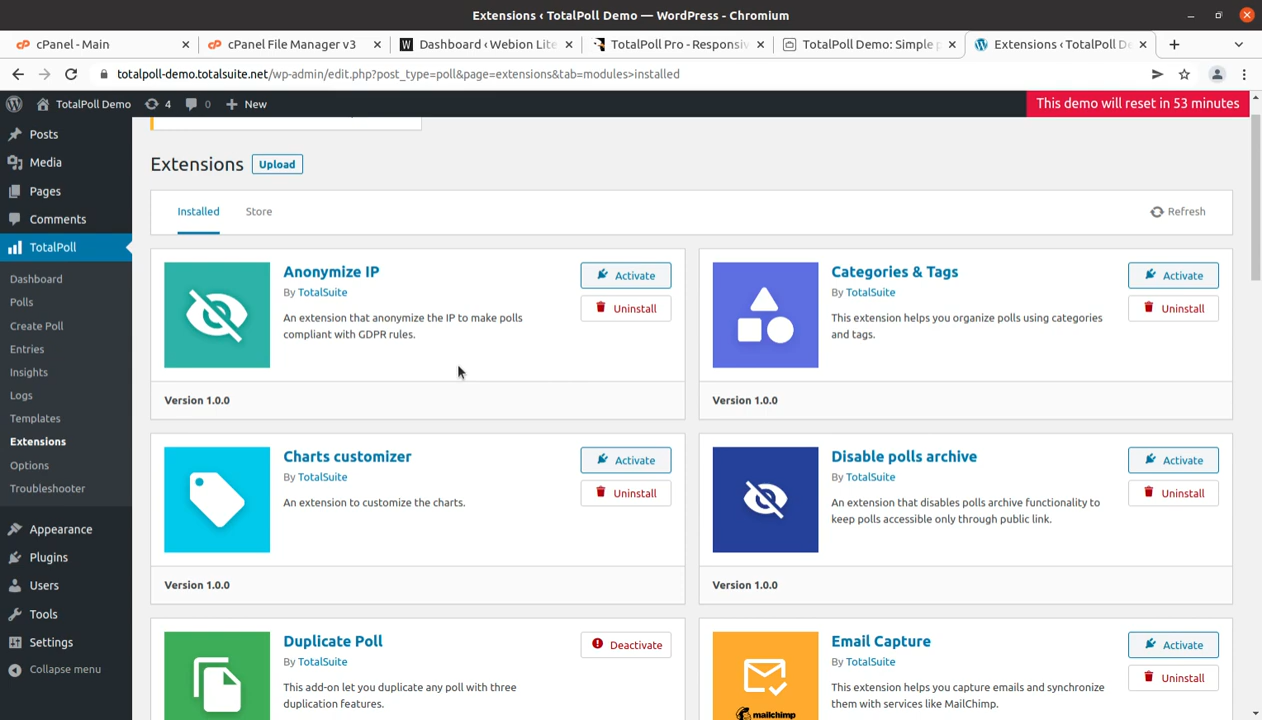 Extensions ‹ TotalPoll Demo — WordPress - Chromium
cPanel - Main
cPanel File Manager v3
Dashboard ‹ Webion Lite
TotalPoll Pro - Responsiv
TotalPoll Demo: Simple p
Extensions ‹ TotalPoll D
totalpoll-demo.totalsuite.net/wp-admin/edit.php?post_type=poll&page=extensions&tab=modules>installed
TotalPoll Demo
4
0
New
This demo will reset in 53 minutes
Posts
Media
Pages
Comments
TotalPoll
Dashboard
Polls
Create Poll
Entries
Insights
Logs
Templates
Extensions
Options
Troubleshooter
Appearance
Plugins
Users
Tools
Settings
Collapse menu
Extensions
Upload
Installed
Store
Refresh
Anonymize IP
By TotalSuite
An extension that anonymize the IP to make polls
compliant with GDPR rules.
Activate
Uninstall
Version 1.0.0
Categories & Tags
By TotalSuite
This extension helps you organize polls using categories
and tags.
Activate
Uninstall
Version 1.0.0
Charts customizer
By TotalSuite
An extension to customize the charts.
Activate
Uninstall
Version 1.0.0
Disable polls archive
By TotalSuite
An extension that disables polls archive functionality to
keep polls accessible only through public link.
Activate
Uninstall
Version 1.0.0
Duplicate Poll
By TotalSuite
This add-on let you duplicate any poll with three
duplication features.
Deactivate
mailchimp
Email Capture
By TotalSuite
This extension helps you capture emails and synchronize
them with services like MailChimp.
Activate
Uninstall